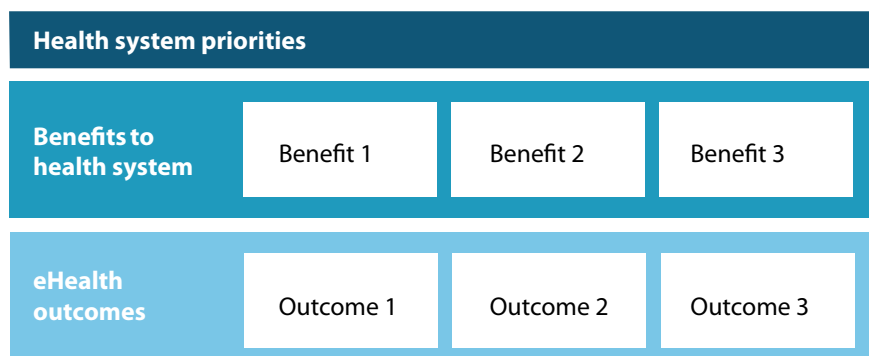 Health system priorities
Benefits to
health system
Benefit 1
Benefit 2
Benefit 3
eHealth
outcomes
Outcome 1
Outcome 2
Outcome 3